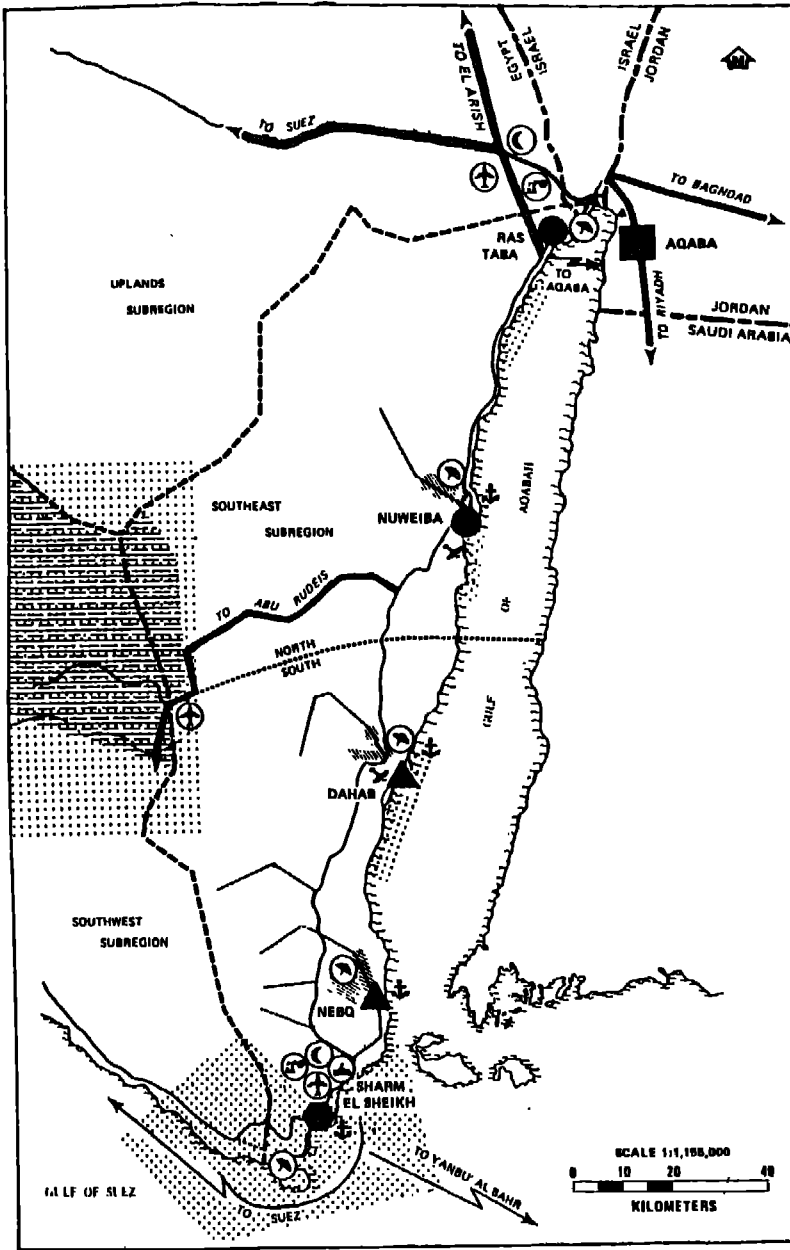 TO EL ARISH
EGYPT
ISRAEL
ISRAEL
JORDAN
N
TO SUEZ
TO BAGHDAD
RAS
TABA
AQABA
TO
AQABA
TO RIYADH
JORDAN
SAUDI ARABIA
UPLANDS
SUBREGION
SOUTHEAST
SUBREGION
NUWEIBA
AQABAH
OF
GULF
TO ABU RUDEIS
NORTH
SOUTH
DAHAB
SOUTHWEST
SUBREGION
NEBQ
SHARM
EL SHEIKH
GULF OF SUEZ
TO SUEZ
TO YANBU' AL BAHR
SCALE 1:1,155,000
0 10 20 40
KILOMETERS